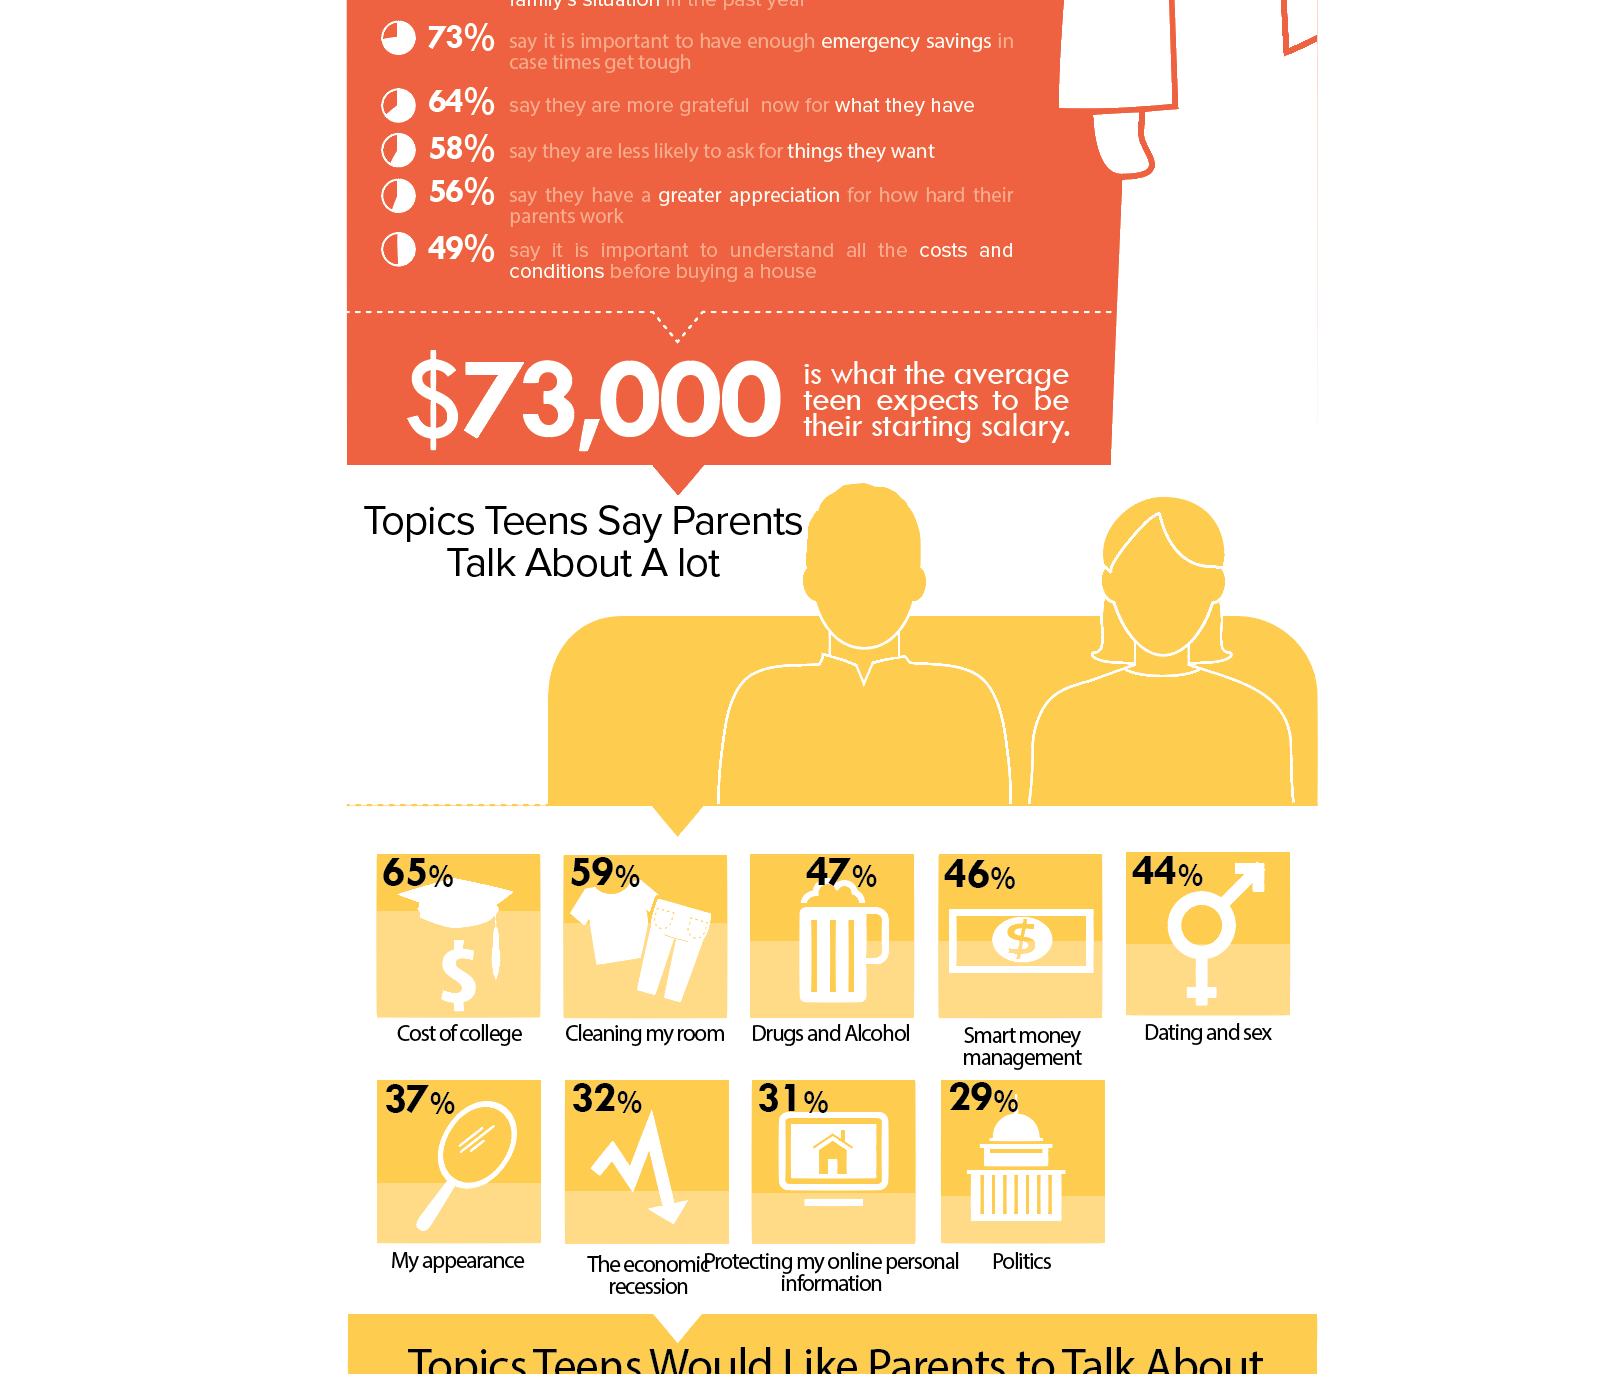 family's situation in the past year
73% say it is important to have enough emergency savings in
case times get tough
64% say they are more grateful now for what they have
58% say they are less likely to ask for things they want
56% say they have a greater appreciation for how hard their
parents work
49% say it is important to understand all the costs and
conditions before buying a house
$73,000
is what the average
teen expects to be
their starting salary.
Topics Teens Say Parents
Talk About A lot
65%
Cost of college
59%
Cleaning my room
47%
Drugs and Alcohol
46%
$
Smart money
management
44%
Dating and sex
37%
My appearance
32%
The economic
recession
31%
Protecting my online personal
information
29%
Politics
Topics Teens Would Like Parents to Talk About